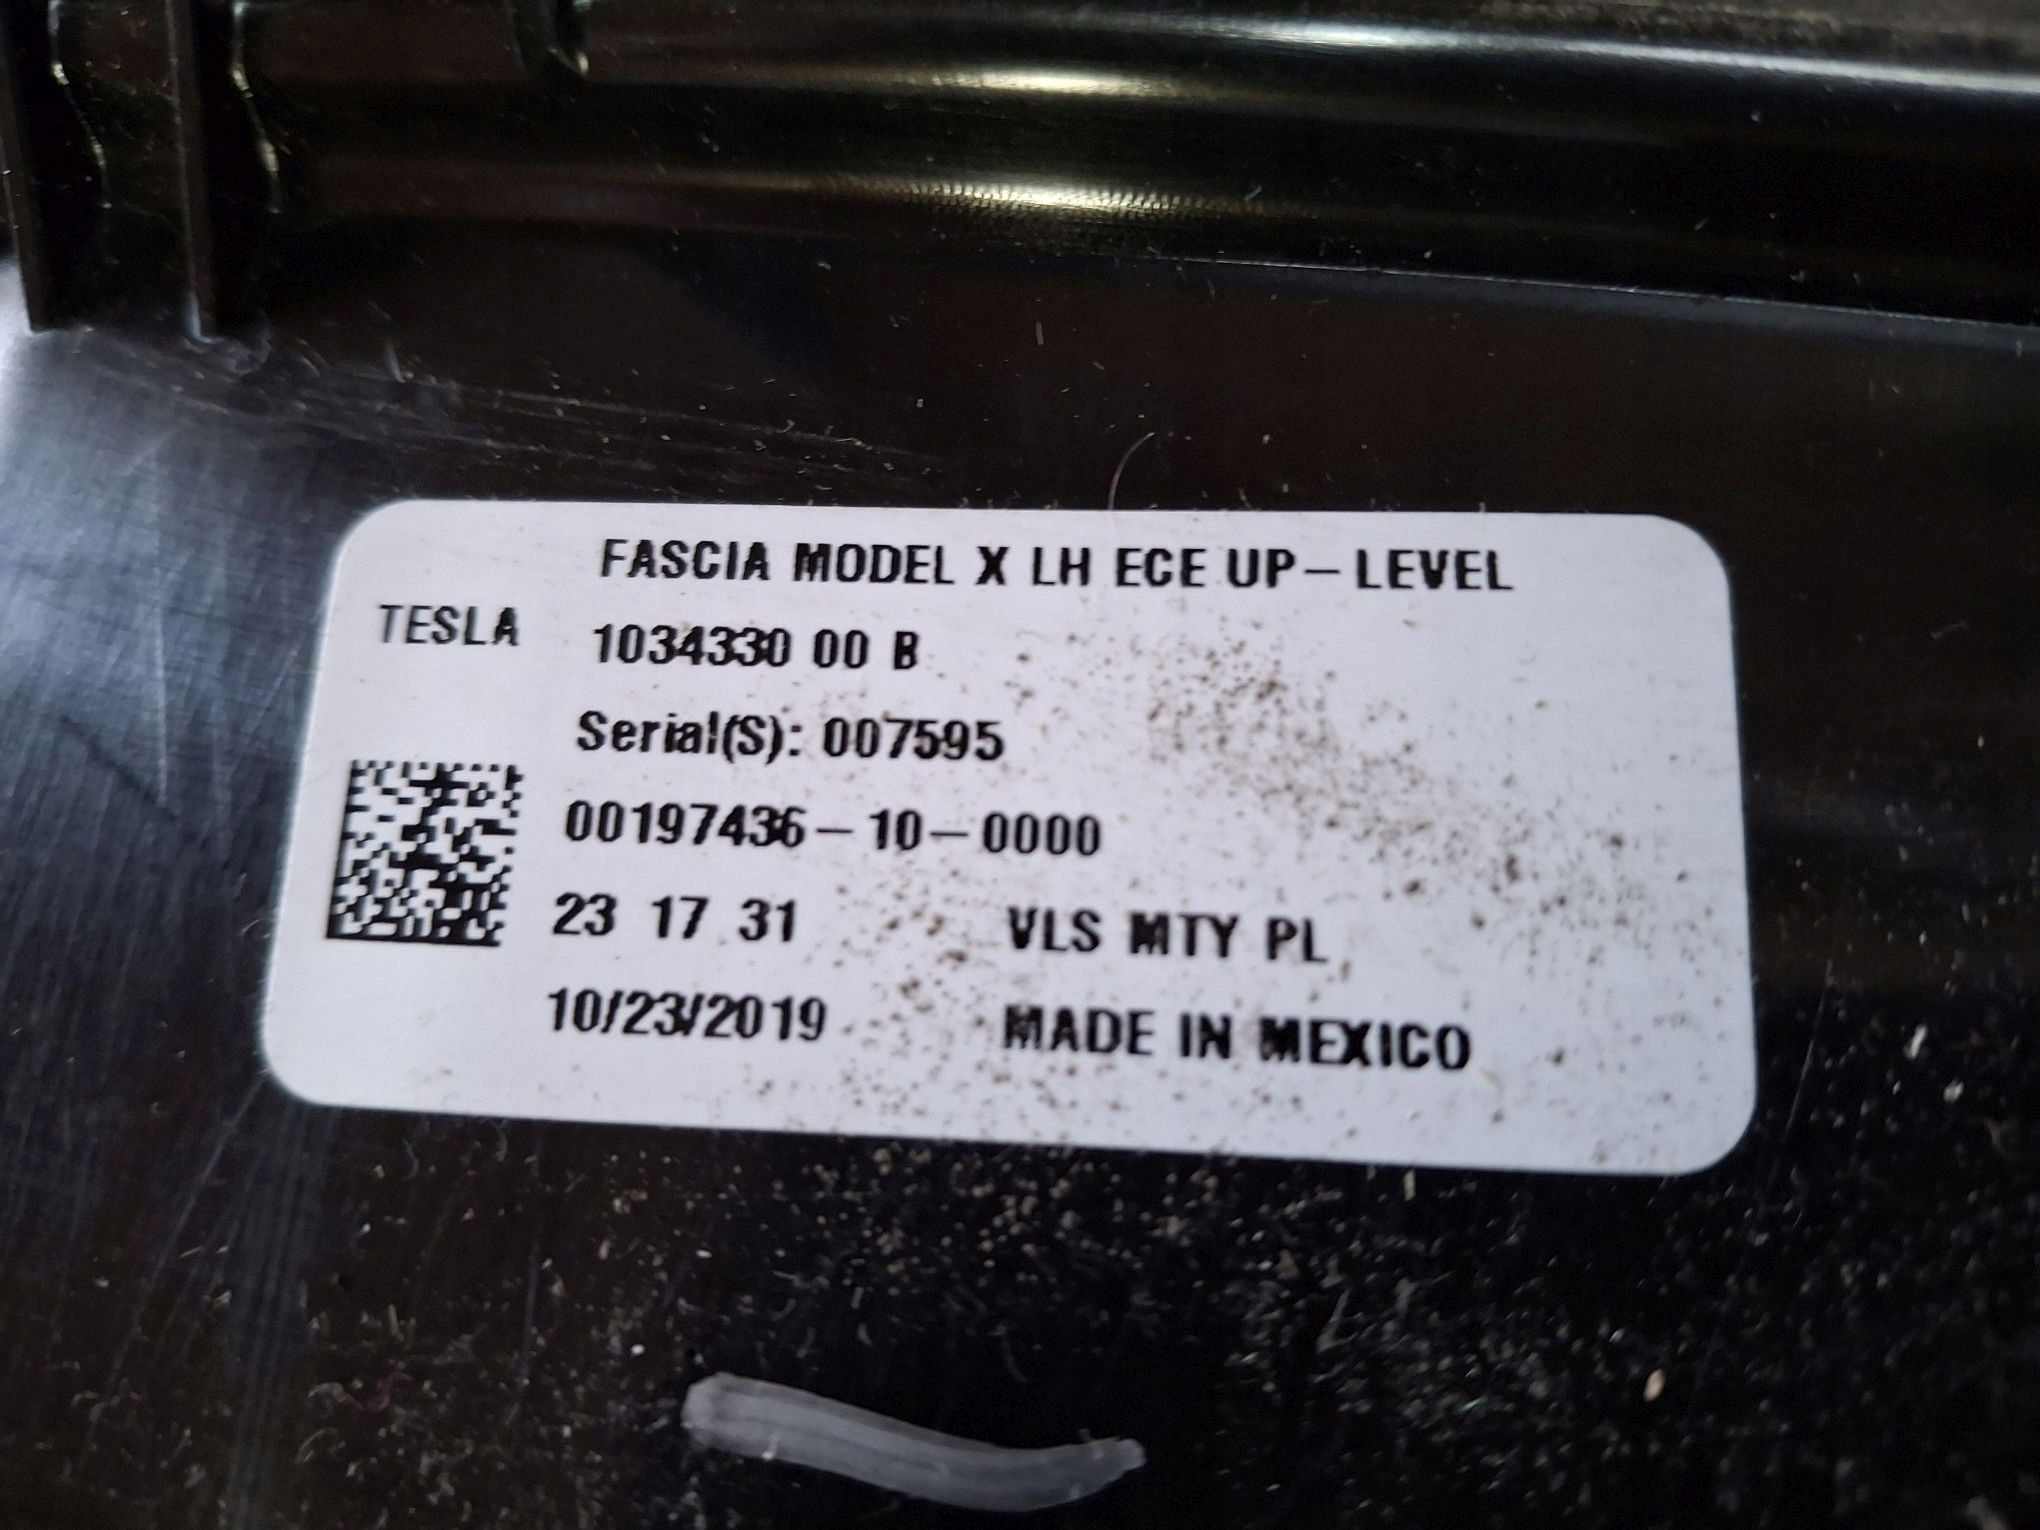 FASCIA MODEL X LH ECE UP-LEVEL
TESLA 1034330 00 B
Serial(S): 007595
00197436-10-0000
23 17 31 VLS MTY PL
10/23/2019 MADE IN MEXICO